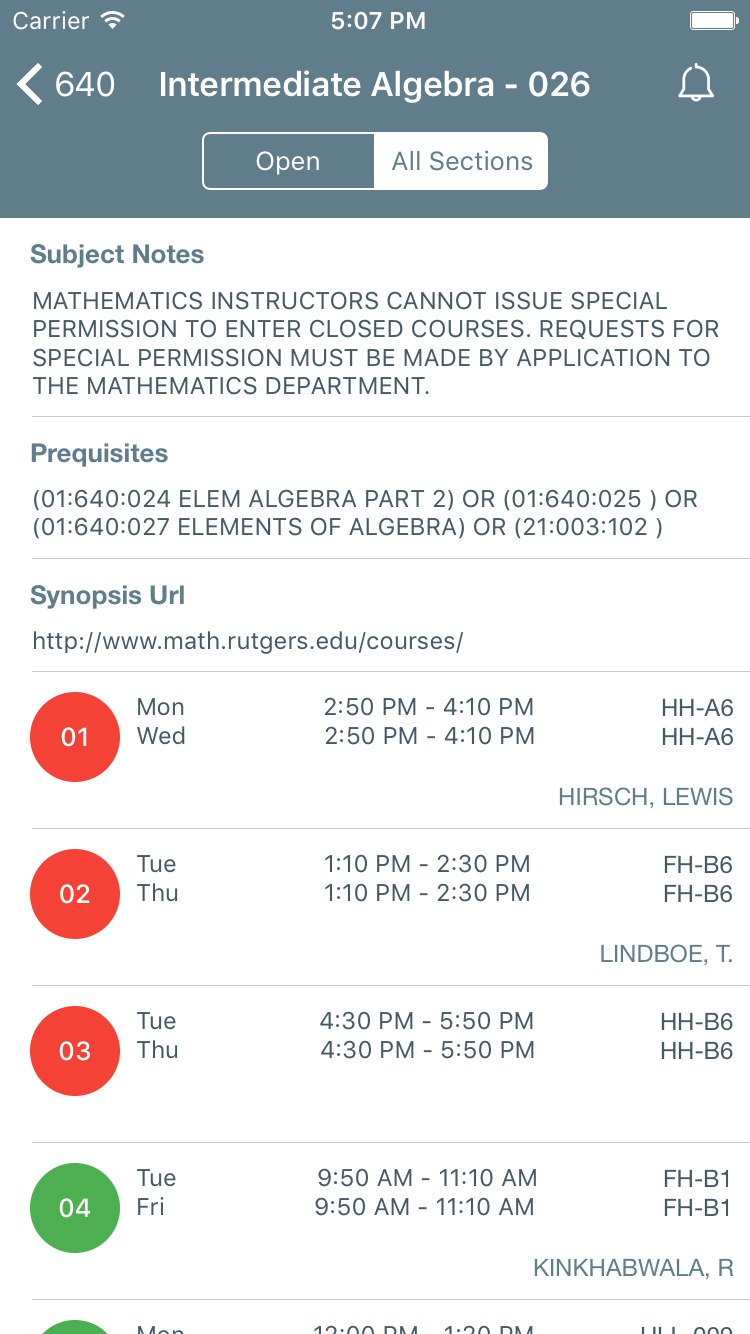 Carrier 5:07 PM
640 Intermediate Algebra - 026
Open All Sections
Subject Notes
MATHEMATICS INSTRUCTORS CANNOT ISSUE SPECIAL
PERMISSION TO ENTER CLOSED COURSES. REQUESTS FOR
SPECIAL PERMISSION MUST BE MADE BY APPLICATION TO
THE MATHEMATICS DEPARTMENT.
Prequisites
(01:640:024 ELEM ALGEBRA PART 2) OR (01:640:025 ) OR
(01:640:027 ELEMENTS OF ALGEBRA) OR (21:003:102 )
Synopsis Url
http://www.math.rutgers.edu/courses/
01
Mon 2:50 PM - 4:10 PM HH-A6
Wed 2:50 PM - 4:10 PM HH-A6
HIRSCH, LEWIS
02
Tue 1:10 PM - 2:30 PM FH-B6
Thu 1:10 PM - 2:30 PM FH-B6
LINDBOE, T.
03
Tue 4:30 PM - 5:50 PM HH-B6
Thu 4:30 PM - 5:50 PM HH-B6
04
Tue 9:50 AM - 11:10 AM FH-B1
Fri 9:50 AM - 11:10 AM FH-B1
KINKHABWALA, R
Mon 12:00 PM - 1:20 PM